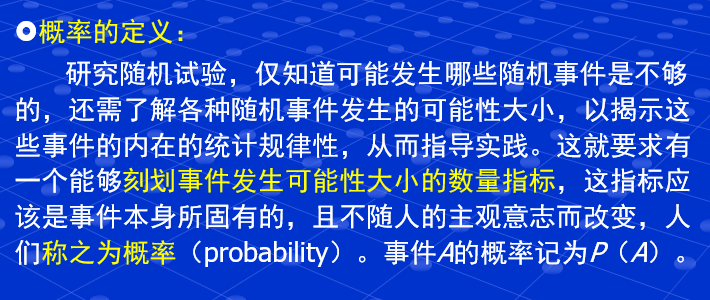 概率的定义：
研究随机试验，仅知道可能发生哪些随机事件是不够
的，还需了解各种随机事件发生的可能性大小，以揭示这
些事件的内在的统计规律性，从而指导实践。这就要求有
一个能够刻划事件发生可能性大小的数量指标，这指标应
该是事件本身所固有的，且不随人的主观意志而改变，人
们称之为概率（probability）。事件A的概率记为P（A）。